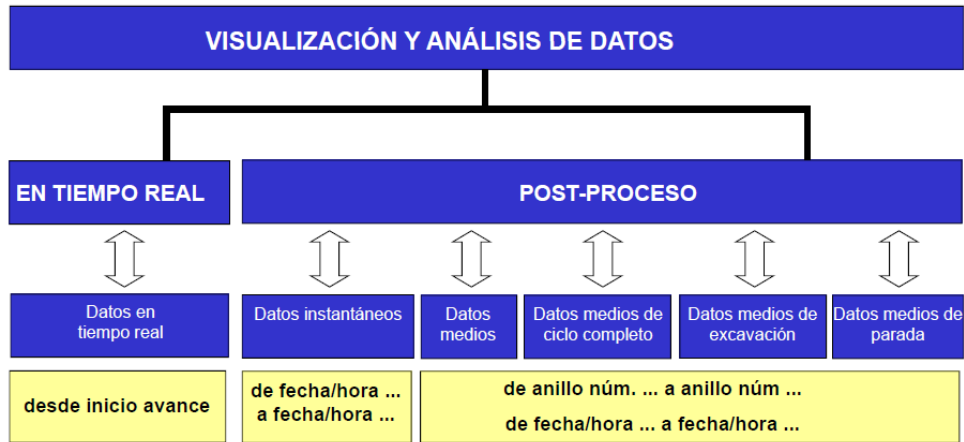 VISUALIZACIÓN Y ANÁLISIS DE DATOS
EN TIEMPO REAL
POST-PROCESO
Datos en
tiempo real
Datos instantáneos
Datos
medios
Datos medios de
ciclo completo
Datos medios de
excavación
Datos medios de
parada
desde inicio avance
de fecha/hora ...
a fecha/hora ...
de anillo núm. ... a anillo núm ...
de fecha/hora ... a fecha/hora ...